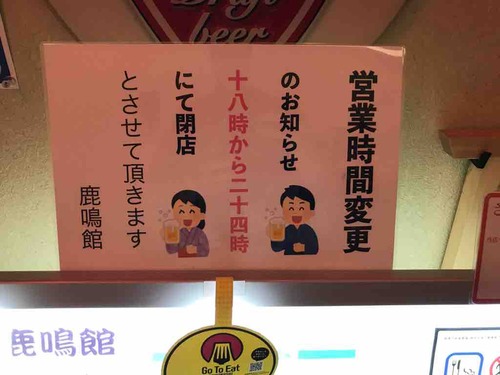 Draft
beer
営業時間変更
のお知らせ
十八時から二十四時
にて閉店
とさせて頂きます
鹿鳴館
鹿鳴館
Go To Eat